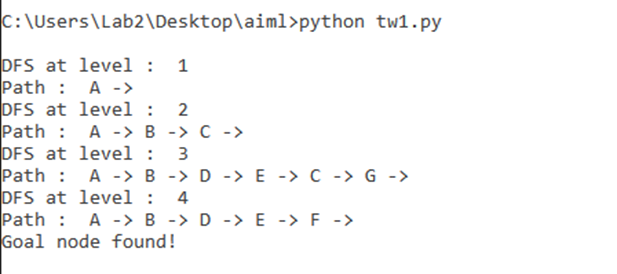 C:\Users\Lab2\Desktop\aiml>python tw1.py
DFS at level :  1
Path :  A ->
DFS at level :  2
Path :  A -> B -> C ->
DFS at level :  3
Path :  A -> B -> D -> E -> C -> G ->
DFS at level :  4
Path :  A -> B -> D -> E -> F ->
Goal node found!